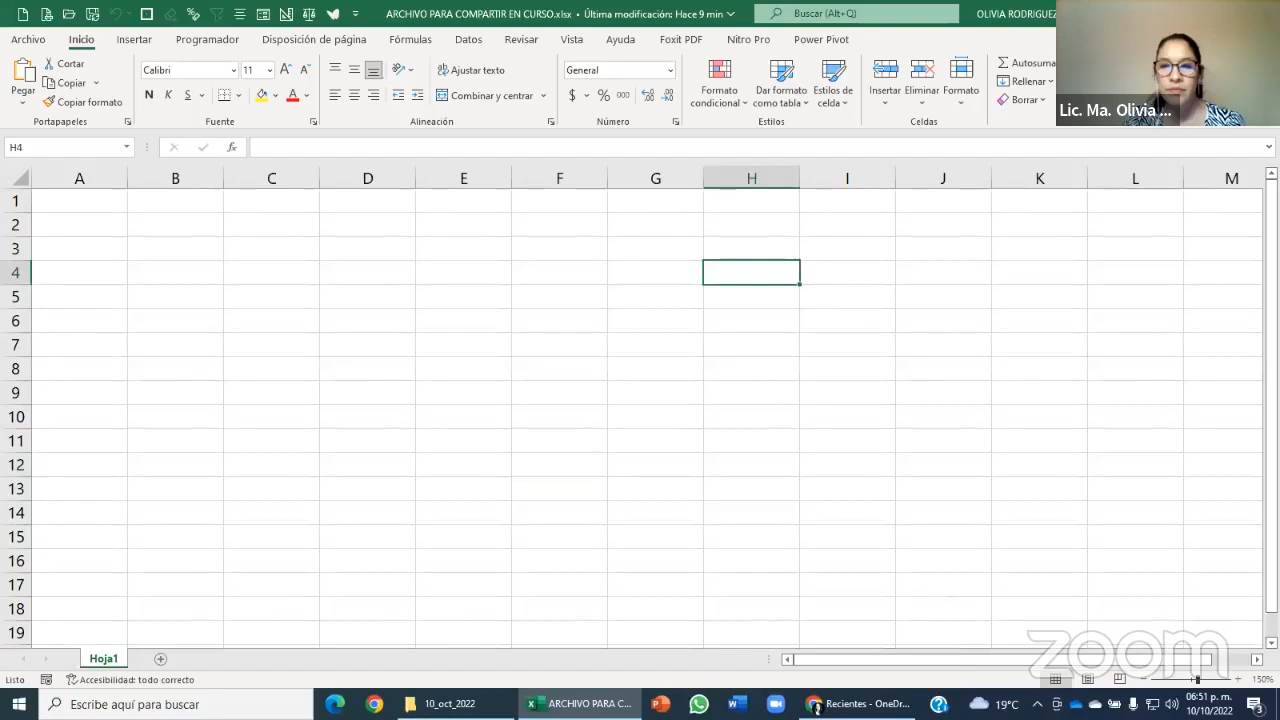 ARCHIVO PARA COMPARTIR EN CURSO.xlsx • Última modificación: Hace 9 min
Buscar (Alt+Q)
OLIVIA RODRIGUEZ
Archivo Inicio Insertar Programador Disposición de página Fórmulas Datos Revisar Vista Ayuda Foxit PDF Nitro Pro Power Pivot
Pegar
Cortar
Copiar
Copiar formato
Portapapeles
Calibri 11
N K S
Fuente
Ajustar texto
Combinar y centrar
Alineación
General
$ % 000
Número
Formato condicional
Dar formato como tabla
Estilos de celda
Estilos
Insertar Eliminar Formato
Celdas
Autosuma
Rellenar
Borrar
Lic. Ma. Olivia ...
H4
fx
A B C D E F G H I J K L M
1
2
3
4
5
6
7
8
9
10
11
12
13
14
15
16
17
18
19
zoom
Hoja1
Listo
Accesibilidad: todo correcto
150%
Escribe aquí para buscar
10_oct_2022
ARCHIVO PARA C...
Recientes - OneDr...
19°C
06:51 p. m.
10/10/2022
3